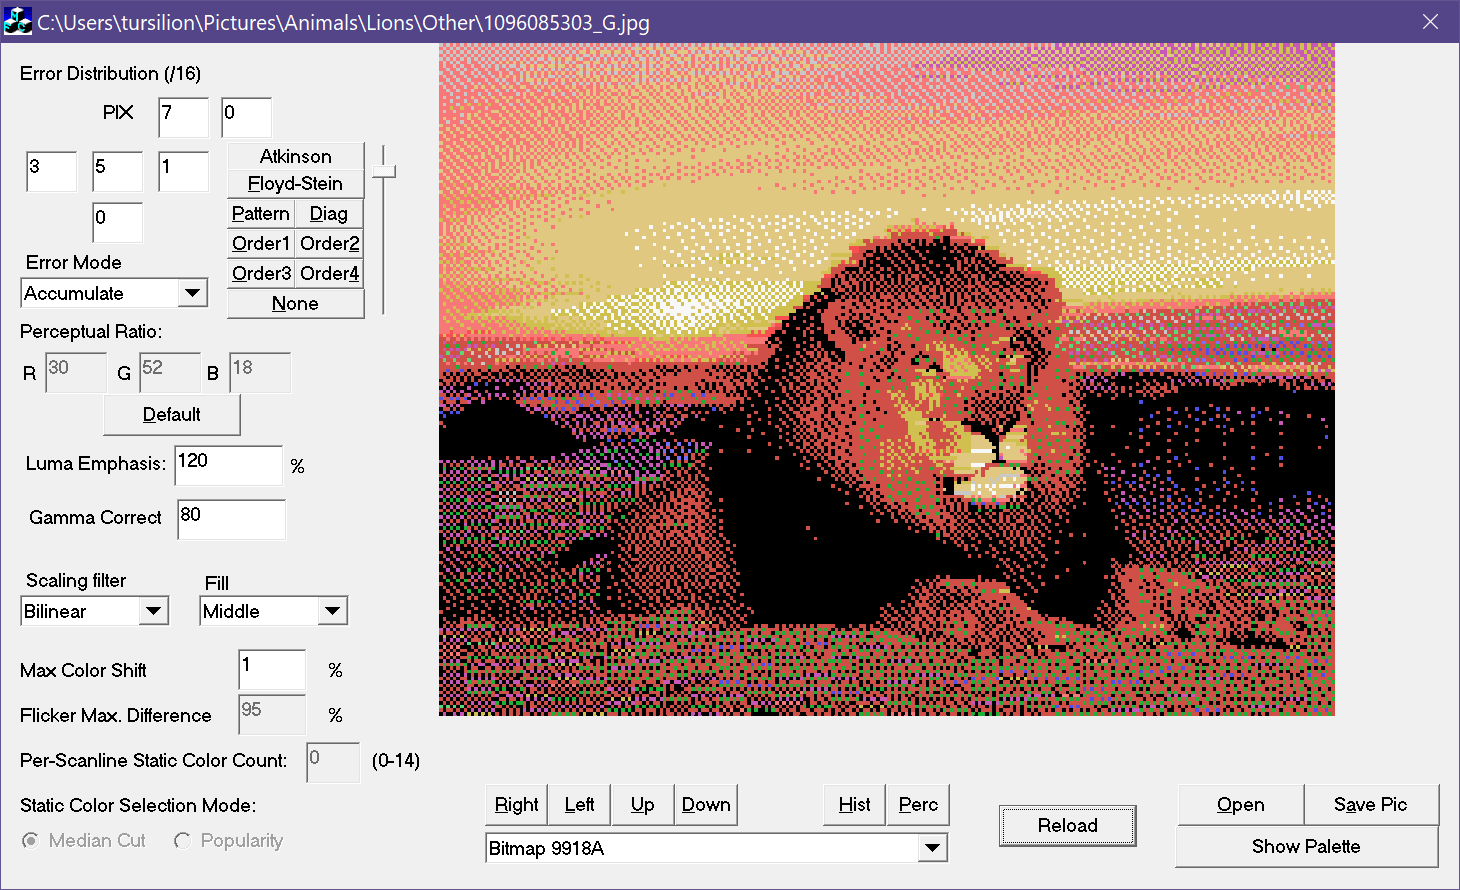 C:\Users\tursilion\Pictures\Animals\Lions\Other\1096085303_G.jpg
Error Distribution (/16)
PIX 7 0
3 5 1
0
Atkinson
Floyd-Stein
Pattern Diag
Order1 Order2
Order3 Order4
None
Error Mode
Accumulate
Perceptual Ratio:
R 30 G 52 B 18
Default
Luma Emphasis: 120 %
Gamma Correct 80
Scaling filter Fill
Bilinear Middle
Max Color Shift 1 %
Flicker Max. Difference 95 %
Per-Scanline Static Color Count: 0 (0-14)
Static Color Selection Mode:
Median Cut Popularity
Right Left Up Down Hist Perc
Bitmap 9918A
Reload
Open Save Pic
Show Palette